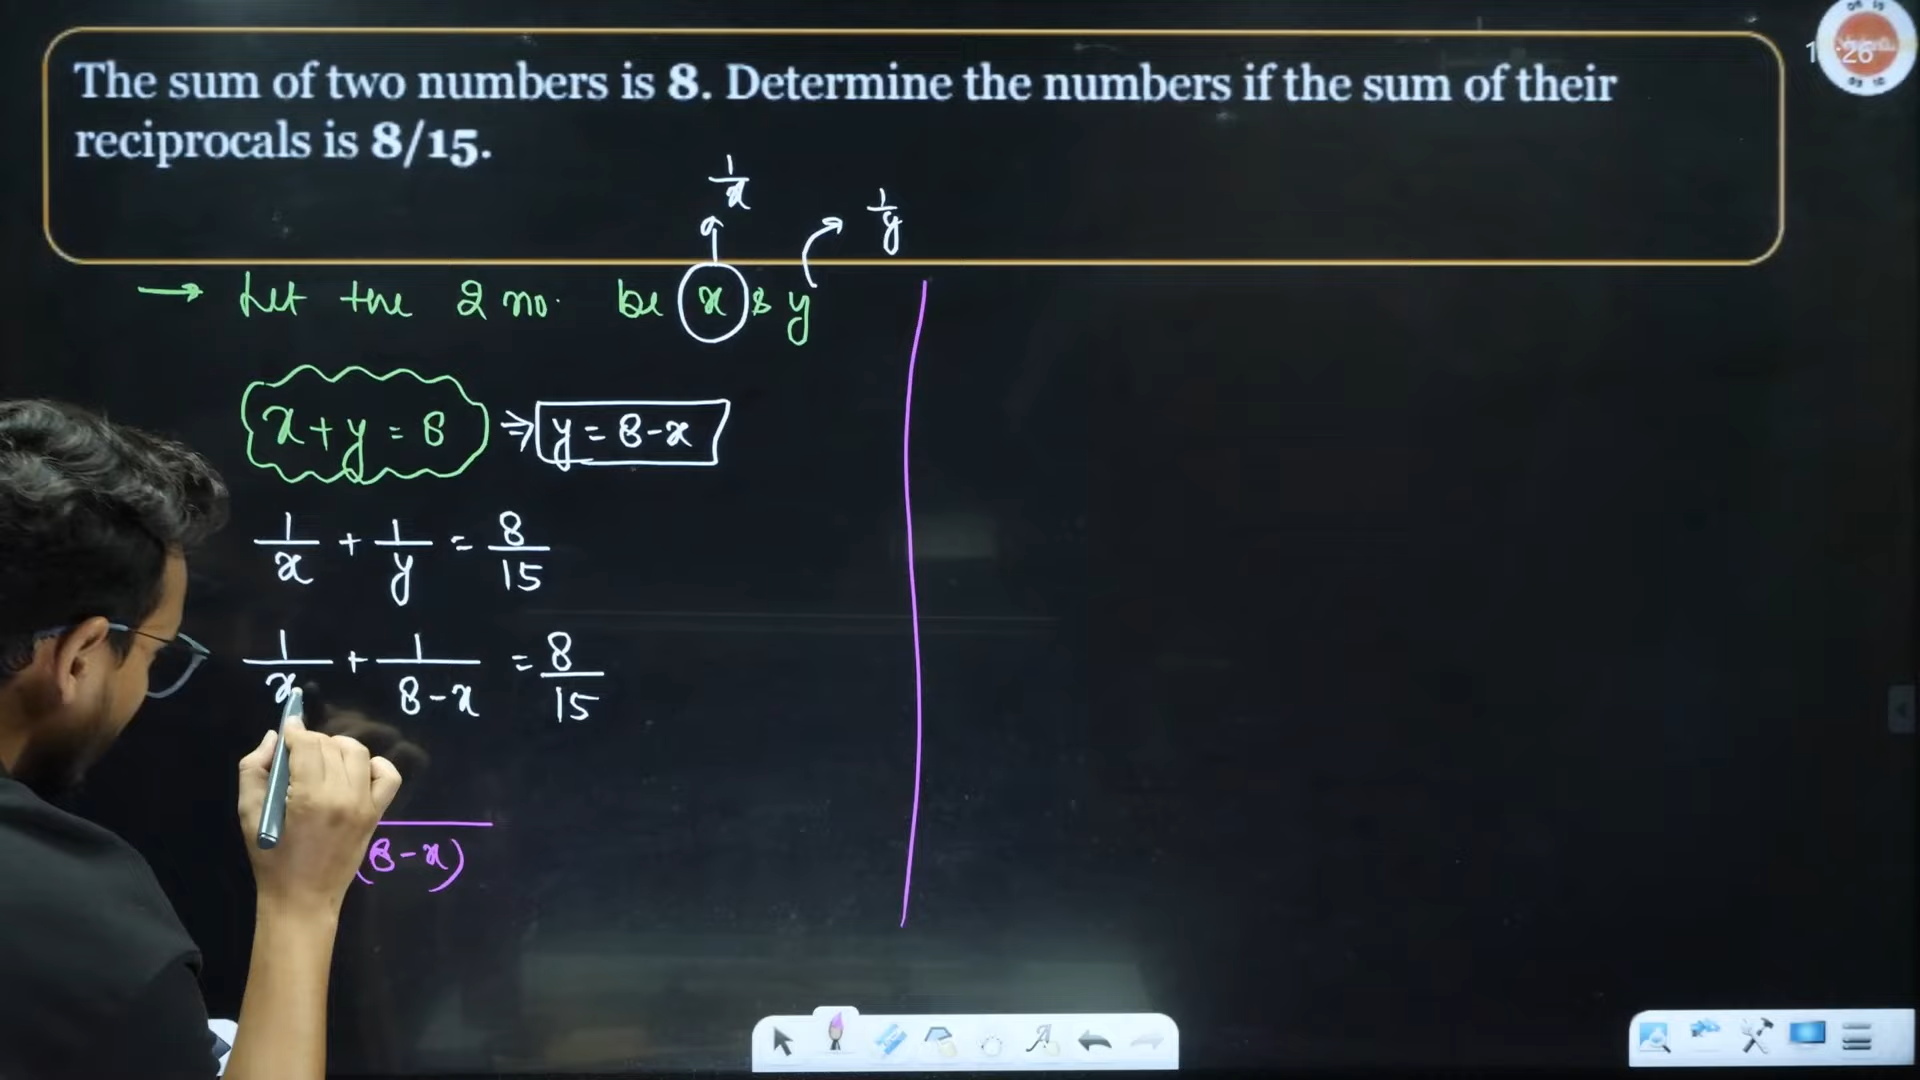 The sum of two numbers is 8. Determine the numbers if the sum of their
reciprocals is 8/15.
1/x
1/y
→ Let the 2 no. be x & y
x + y = 8 ⇒ y = 8 - x
1/x + 1/y = 8/15
1/x + 1/8-x = 8/15
(8-x)